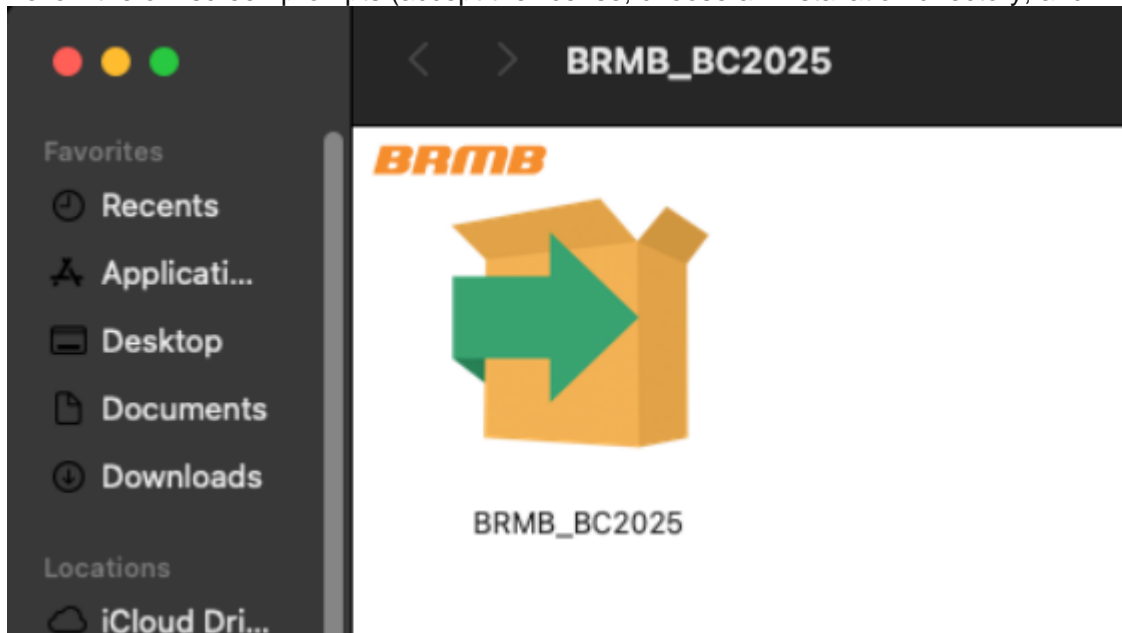 BRMB_BC2025
Favorites
Recents
Applicati...
Desktop
Documents
Downloads
Locations
iCloud Dri...
BRMB
BRMB_BC2025